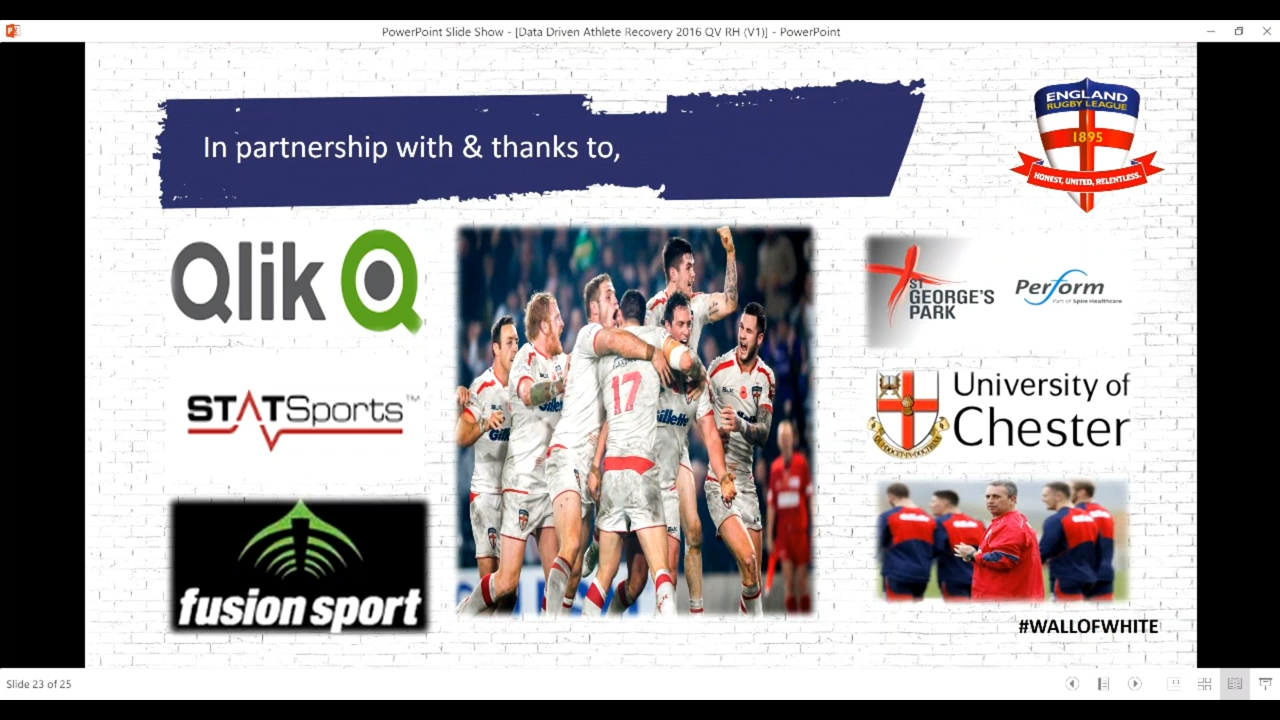 PowerPoint Slide Show - [Data Driven Athlete Recovery 2016 QV RH (V1)] - PowerPoint
In partnership with & thanks to,
ENGLAND
RUGBY LEAGUE
1895
HONEST, UNITED, RELENTLESS.
Qlik Q
STATSports™
fusion sport
17
Gillette
ST
GEORGE'S
PARK
Perform
Part of Spire Healthcare
University of
Chester
#WALLOFWHITE
Slide 23 of 25